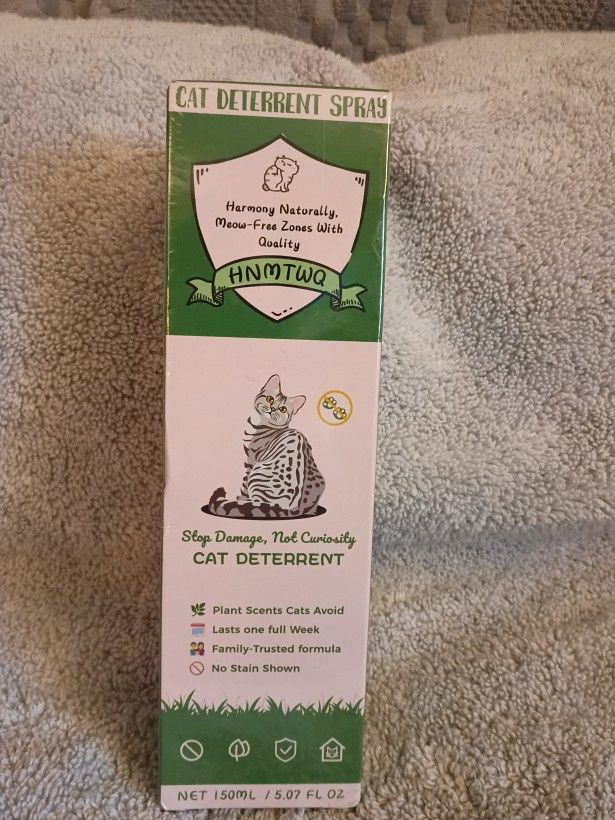 CAT DETERRENT SPRAY
Harmony Naturally,
Meow-Free Zones With
Quality
HNMTWQ
Stop Damage, Not Curiosity
CAT DETERRENT
Plant Scents Cats Avoid
Lasts one full Week
Family-Trusted formula
No Stain Shown
NET 150ML / 5.07 FL OZ